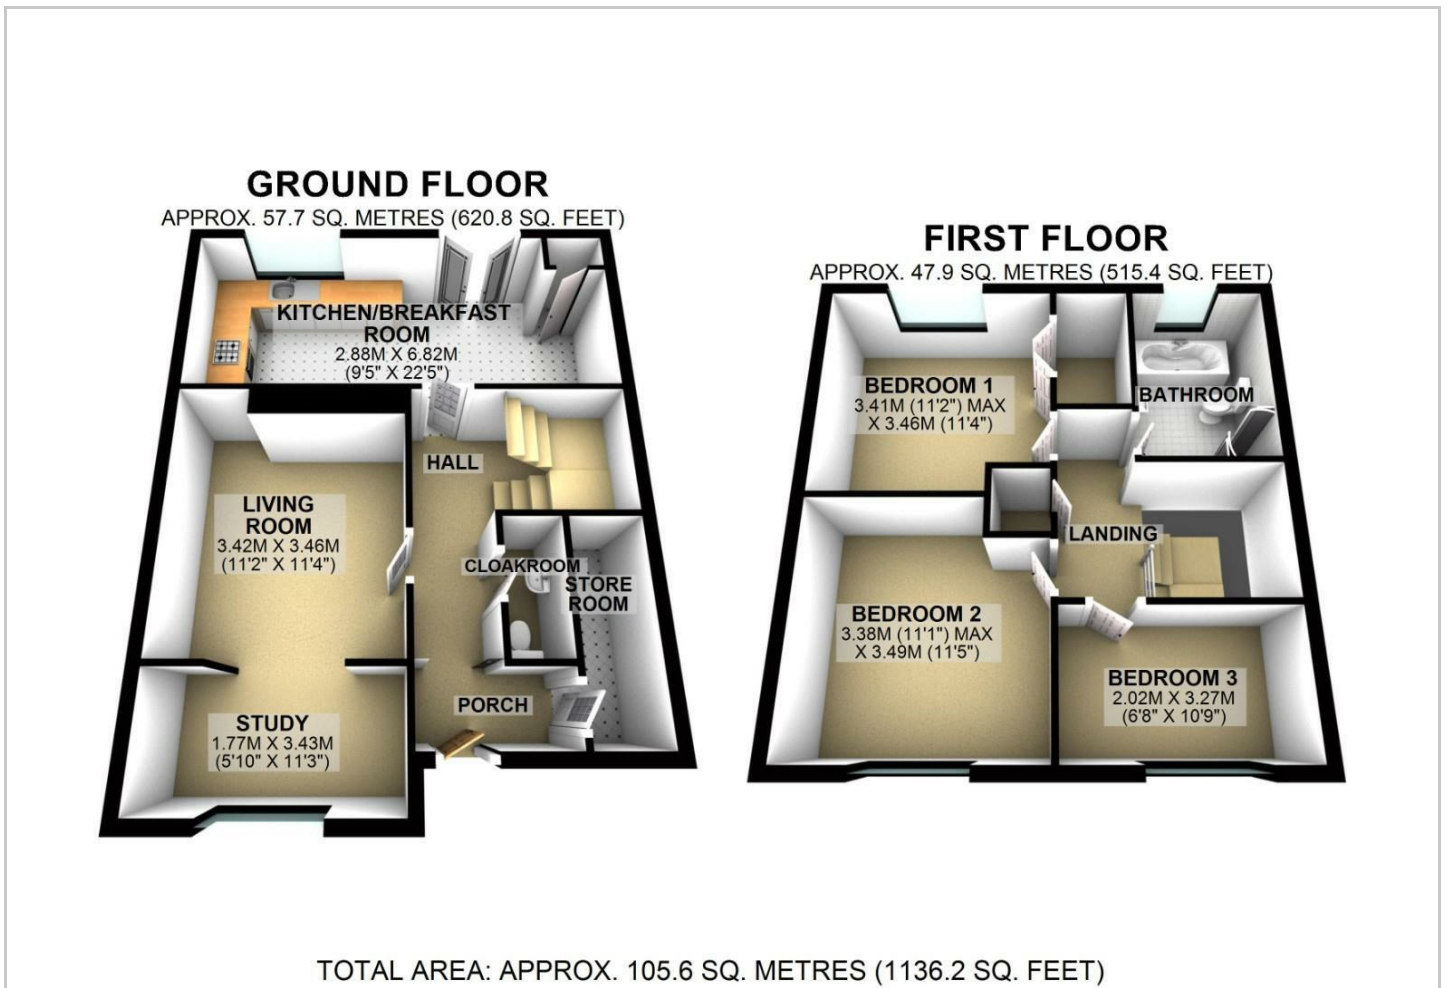 GROUND FLOOR
APPROX. 57.7 SQ. METRES (620.8 SQ. FEET)
KITCHEN/BREAKFAST
ROOM
2.88M X 6.82M
(9'5" X 22'5")
HALL
LIVING
ROOM
3.42M X 3.46M
(11'2" X 11'4")
CLOAKROOM
STORE
ROOM
PORCH
STUDY
1.77M X 3.43M
(5'10" X 11'3")
FIRST FLOOR
APPROX. 47.9 SQ. METRES (515.4 SQ. FEET)
BEDROOM 1
3.41M (11'2") MAX
X 3.46M (11'4")
BATHROOM
LANDING
BEDROOM 2
3.38M (11'1") MAX
X 3.49M (11'5")
BEDROOM 3
2.02M X 3.27M
(6'8" X 10'9")
TOTAL AREA: APPROX. 105.6 SQ. METRES (1136.2 SQ. FEET)